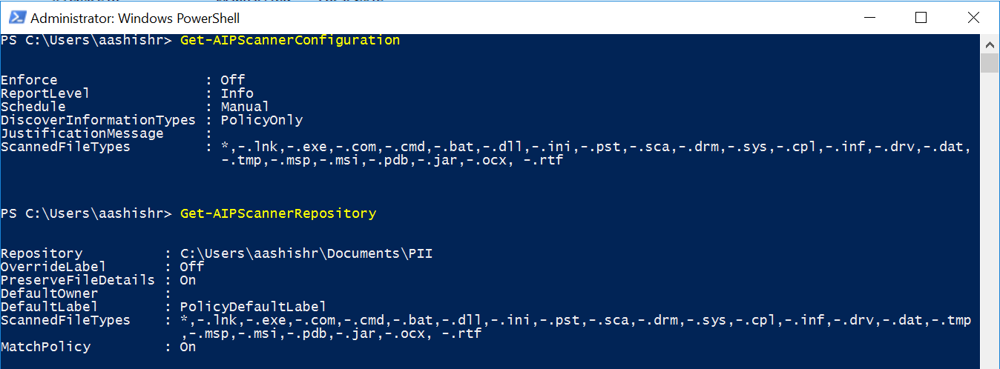 Administrator: Windows PowerShell
PS C:\Users\aashishr> Get-AIPScannerConfiguration
Enforce : Off
ReportLevel : Info
Schedule : Manual
DiscoverInformationTypes : PolicyOnly
JustificationMessage :
ScannedFileTypes : *,-.lnk,-.exe,-.com,-.cmd,-.bat,-.dll,-.ini,-.pst,-.sca,-.drm,-.sys,-.cpl,-.inf,-.drv,-.dat,
-.tmp,-.msp,-.msi,-.pdb,-.jar,-.ocx, -.rtf
PS C:\Users\aashishr> Get-AIPScannerRepository
Repository : C:\Users\aashishr\Documents\PII
OverrideLabel : Off
PreserveFileDetails : On
DefaultOwner :
DefaultLabel : PolicyDefaultLabel
ScannedFileTypes : *,-.lnk,-.exe,-.com,-.cmd,-.bat,-.dll,-.ini,-.pst,-.sca,-.drm,-.sys,-.cpl,-.inf,-.drv,-.dat,-.tmp
,-.msp,-.msi,-.pdb,-.jar,-.ocx, -.rtf
MatchPolicy : On